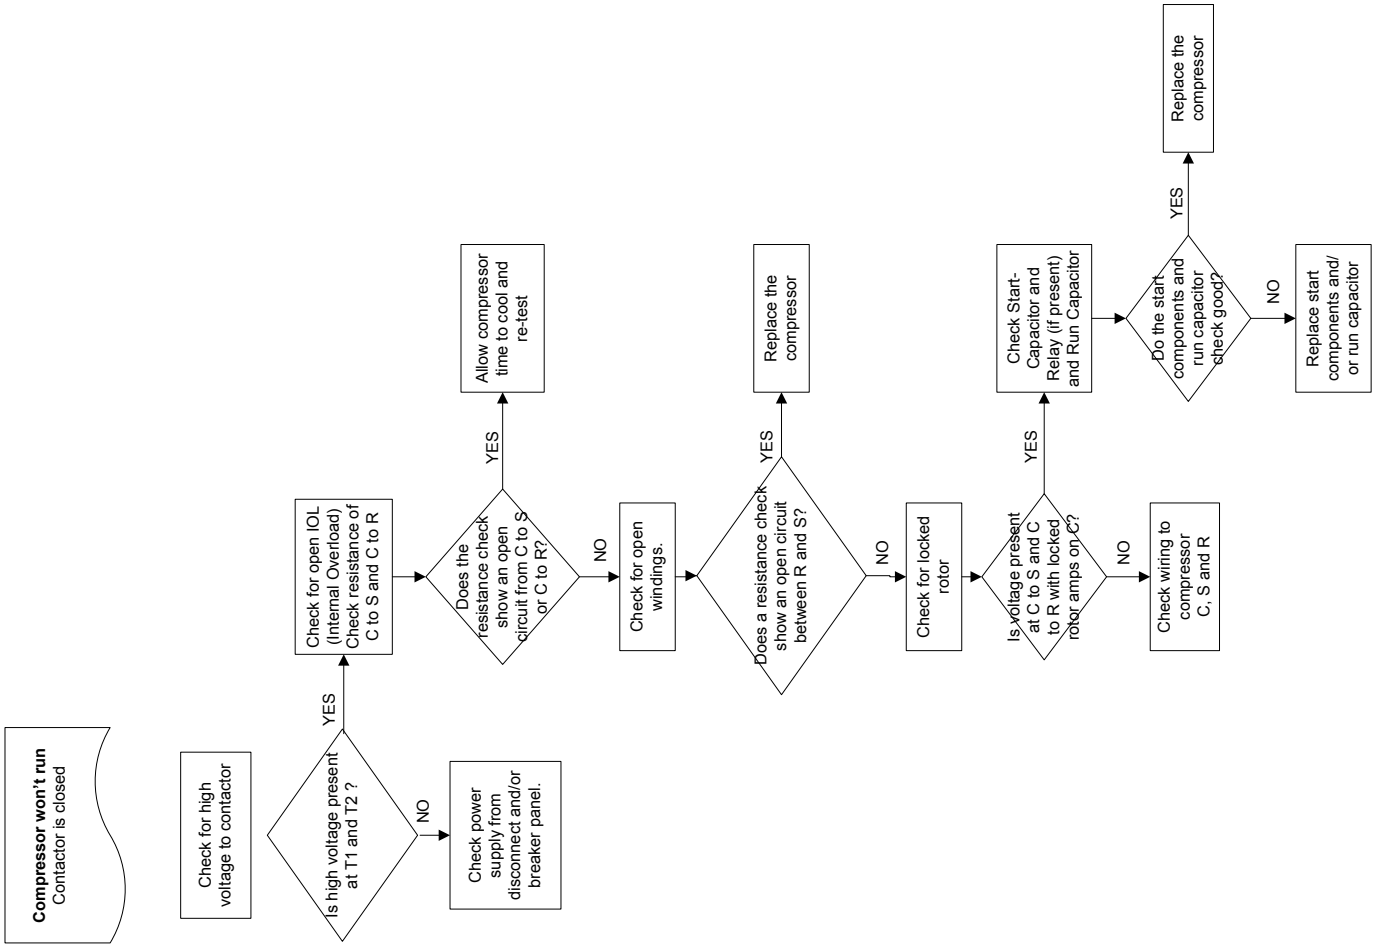 Compressor won't run
Contactor is closed
Check for high
voltage to contactor
Is high voltage present
at T1 and T2 ?
YES
NO
Check power
supply from
disconnect and/or
breaker panel.
Check for open IOL
(Internal Overload)
Check resistance of
C to S and C to R
Does the
resistance check
show an open
circuit from C to S
or C to R?
YES
Allow compressor
time to cool and
re-test
NO
Check for open
windings.
Does a resistance check
show an open circuit
between R and S?
YES
Replace the
compressor
NO
Check for locked
rotor
Is voltage present
at C to S and C
to R with locked
rotor amps on C?
YES
NO
Check wiring to
compressor
C, S and R
Check Start-
Capacitor and
Relay (if present)
and Run Capacitor
Do the start
components and
run capacitor
check good?.
YES
Replace the
compressor
NO
Replace start
components and/
or run capacitor